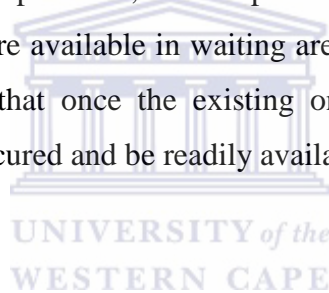 re available in waiting are
that once the existing or
cured and be readily availa
UNIVERSITY of the
WESTERN CAPE